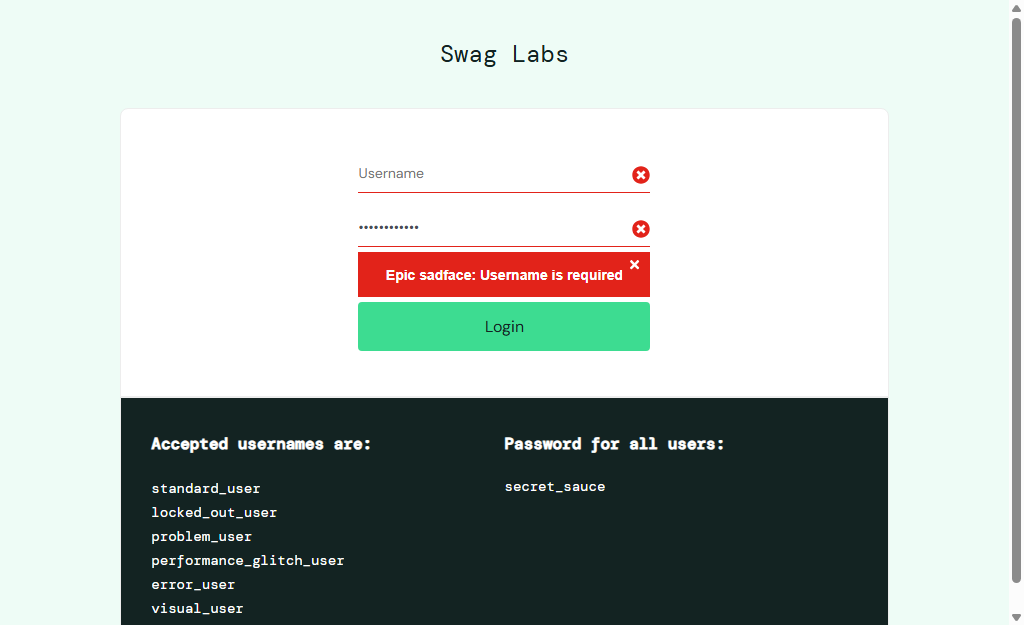 Swag Labs
Username
••••••••••••
Epic sadface: Username is required
Login
Accepted usernames are:
standard_user
locked_out_user
problem_user
performance_glitch_user
error_user
visual_user
Password for all users:
secret_sauce